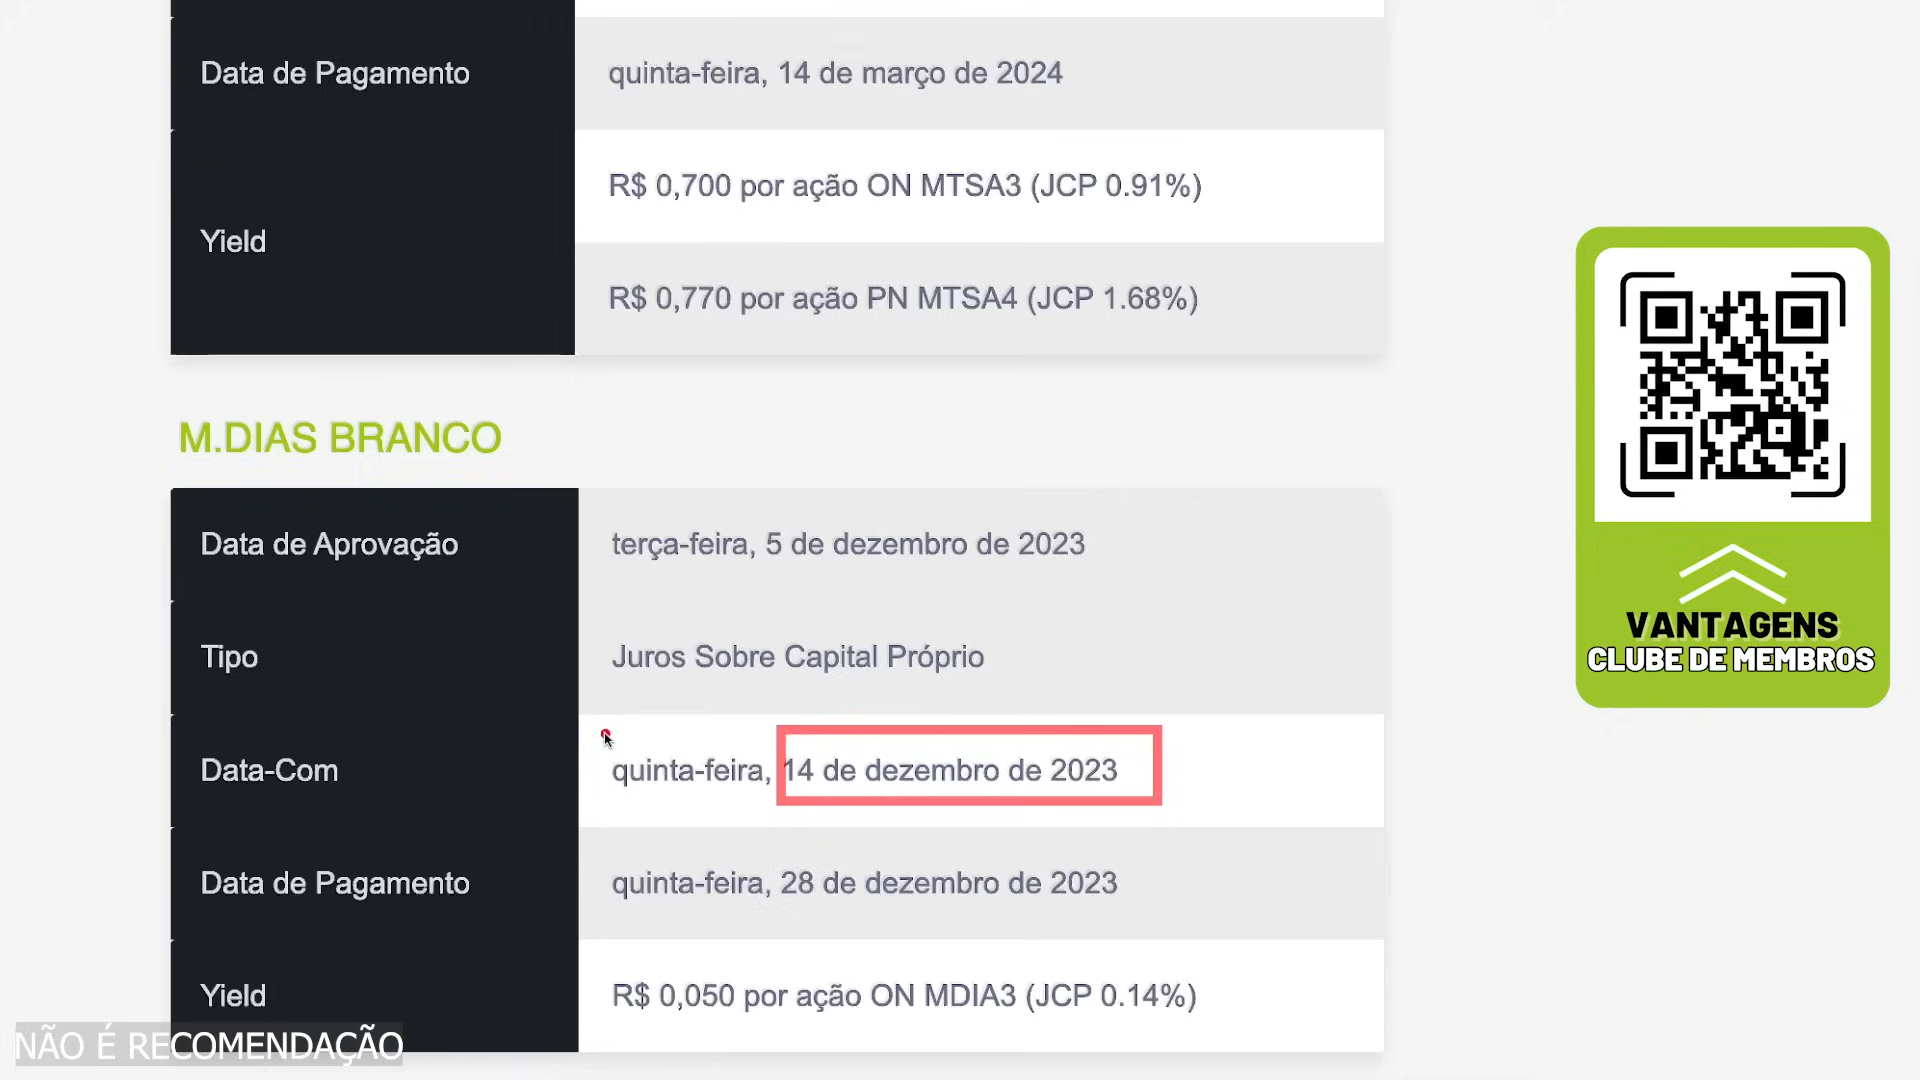 Data de Pagamento
quinta-feira, 14 de março de 2024
Yield
R$ 0,700 por ação ON MTSA3 (JCP 0.91%)
R$ 0,770 por ação PN MTSA4 (JCP 1.68%)
M.DIAS BRANCO
Data de Aprovação
terça-feira, 5 de dezembro de 2023
Tipo
Juros Sobre Capital Próprio
Data-Com
quinta-feira, 14 de dezembro de 2023
Data de Pagamento
quinta-feira, 28 de dezembro de 2023
Yield
R$ 0,050 por ação ON MDIA3 (JCP 0.14%)
NÃO É RECOMENDAÇÃO
VANTAGENS
CLUBE DE MEMBROS